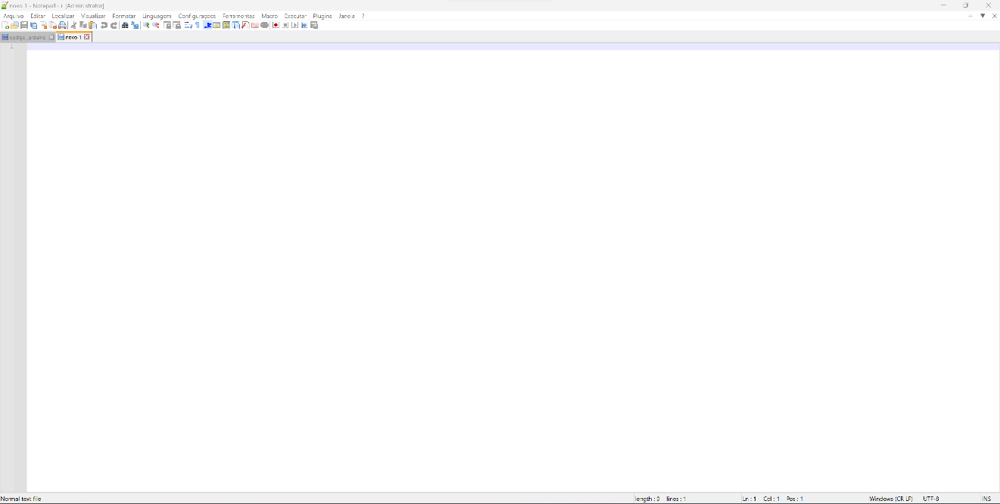 novo 1 - Notepad++ [Administrator]
Arquivo Editar Localizar Visualizar Formatar Linguagem Configurações Ferramentas Macro Executar Plugins Janela ?
codigo_arduino novo 1
1
Normal text file length : 0 lines : 1 Ln : 1 Col : 1 Pos : 1 Windows (CR LF) UTF-8 INS